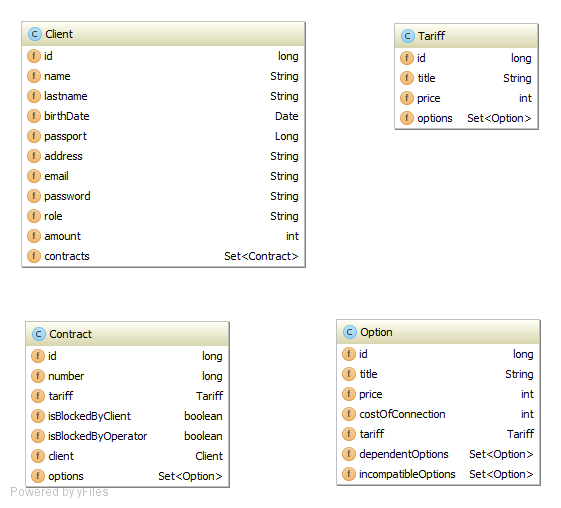 C Client
f id long
f name String
f lastname String
f birthDate Date
f passport Long
f address String
f email String
f password String
f role String
f amount int
f contracts Set<Contract>
C Tariff
f id long
f title String
f price int
f options Set<Option>
C Contract
f id long
f number long
f tariff Tariff
f isBlockedByClient boolean
f isBlockedByOperator boolean
f client Client
f options Set<Option>
C Option
f id long
f title String
f price int
f costOfConnection int
f tariff Tariff
f dependentOptions Set<Option>
f incompatibleOptions Set<Option>
Powered by yFiles